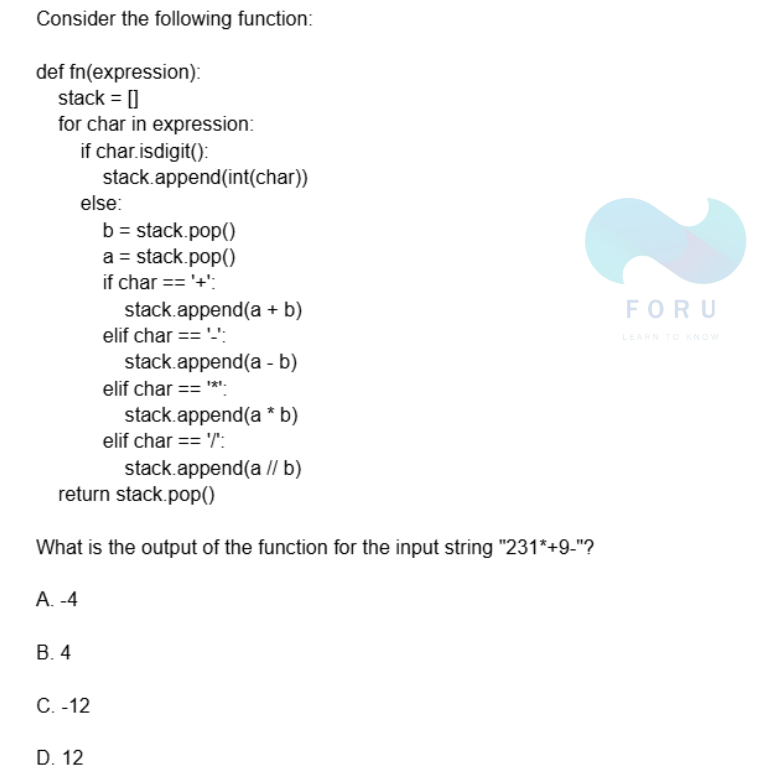 Consider the following function:
def fn(expression):
stack = []
for char in expression:
if char.isdigit():
stack.append(int(char))
else:
b = stack.pop()
a = stack.pop()
if char == '+':
stack.append(a + b)
elif char == '-':
stack.append(a - b)
elif char == '*':
stack.append(a * b)
elif char == '/':
stack.append(a // b)
return stack.pop()
FORU
LEARN TO KNOW
What is the output of the function for the input string "231*+9-"?
A. -4
B. 4
C. -12
D. 12